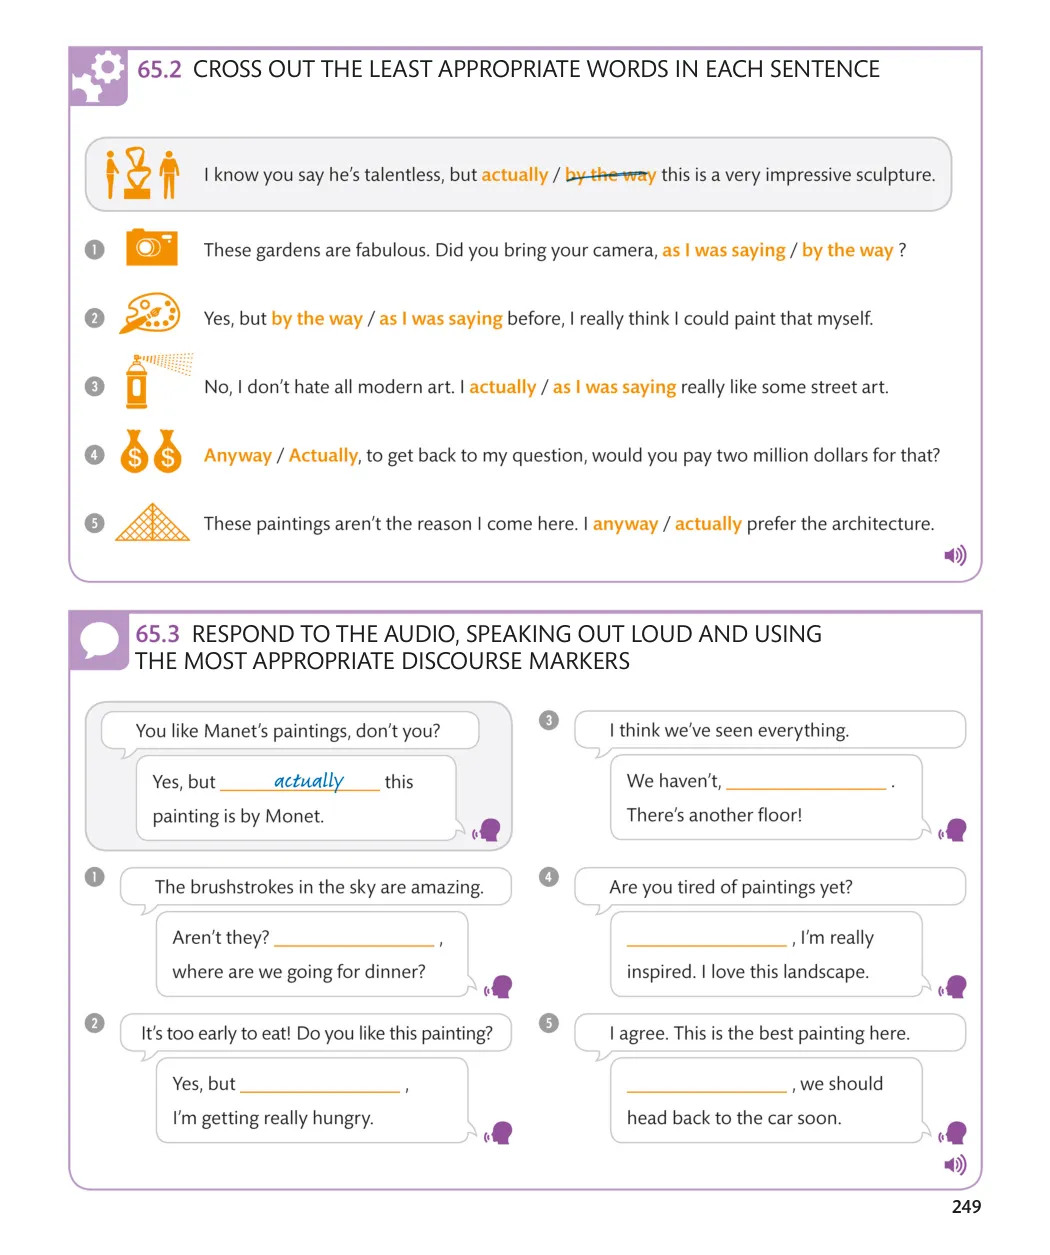 65.2 CROSS OUT THE LEAST APPROPRIATE WORDS IN EACH SENTENCE
I know you say he's talentless, but actually / by the way this is a very impressive sculpture.
1 These gardens are fabulous. Did you bring your camera, as I was saying / by the way ?
2 Yes, but by the way / as I was saying before, I really think I could paint that myself.
3 No, I don't hate all modern art. I actually / as I was saying really like some street art.
4 $ $ Anyway / Actually, to get back to my question, would you pay two million dollars for that?
5 These paintings aren't the reason I come here. I anyway / actually prefer the architecture.
65.3 RESPOND TO THE AUDIO, SPEAKING OUT LOUD AND USING
THE MOST APPROPRIATE DISCOURSE MARKERS
You like Manet's paintings, don't you?
Yes, but actually this
painting is by Monet.
1 The brushstrokes in the sky are amazing.
Aren't they? ,
where are we going for dinner?
2 It's too early to eat! Do you like this painting?
Yes, but ,
I'm getting really hungry.
3 I think we've seen everything.
We haven't, .
There's another floor!
4 Are you tired of paintings yet?
, I'm really
inspired. I love this landscape.
5 I agree. This is the best painting here.
, we should
head back to the car soon.
249